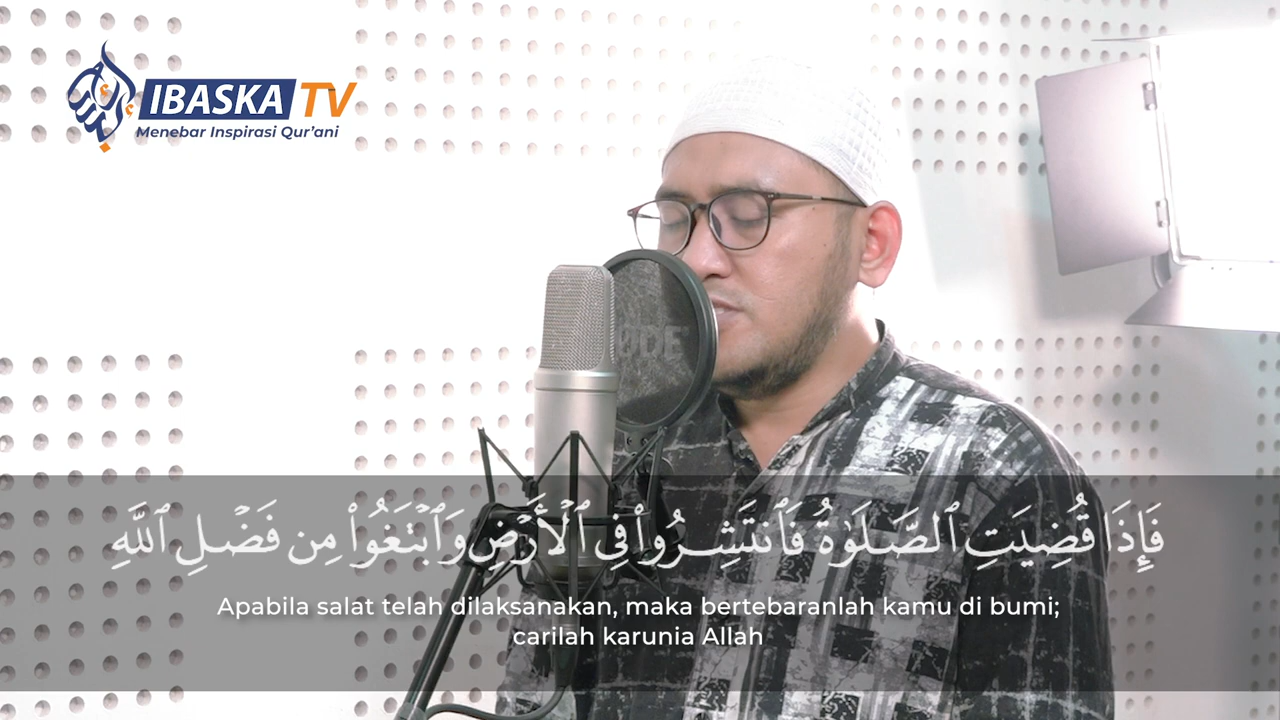 IBASKA TV
Menebar Inspirasi Qur'ani
فَإِذَا قُضِيَتِ ٱلصَّلَوٰةُ فَٱنتَشِرُوا۟ فِى ٱلْأَرْضِ وَٱبْتَغُوا۟ مِن فَضْلِ ٱللَّهِ
Apabila salat telah dilaksanakan, maka bertebaranlah kamu di bumi;
carilah karunia Allah